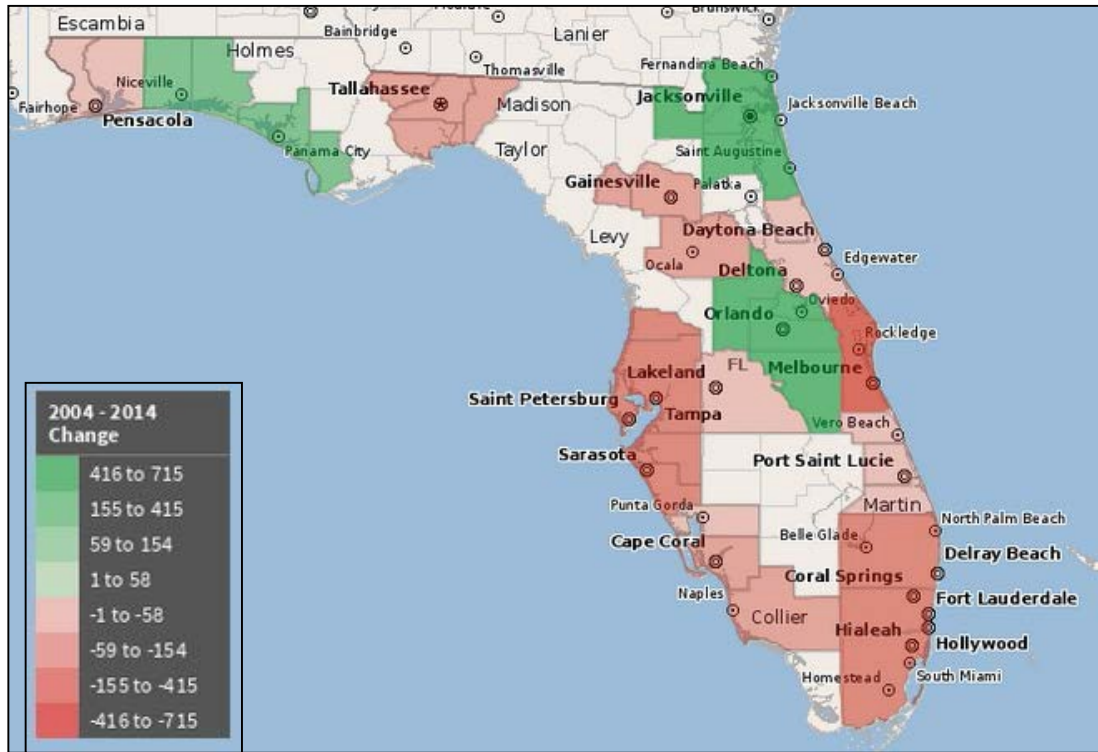 Escambia
Bainbridge
Lanier
Brunswick
Holmes
Thomasville
Fernandina Beach
Niceville
Tallahassee
Madison
Jacksonville
Jacksonville Beach
Fairhope
Pensacola
Panama City
Taylor
Saint Augustine
Gainesville
Palatka
Levy
Daytona Beach
Ocala
Deltona
Edgewater
Oviedo
Orlando
Rockledge
Lakeland
FL
Melbourne
Saint Petersburg
Tampa
Vero Beach
Sarasota
Port Saint Lucie
Punta Gorda
Martin
North Palm Beach
Cape Coral
Belle Glade
Delray Beach
Coral Springs
Naples
Collier
Fort Lauderdale
Hialeah
Hollywood
Homestead
South Miami
2004 - 2014
Change
416 to 715
155 to 415
59 to 154
1 to 58
-1 to -58
-59 to -154
-155 to -415
-416 to -715